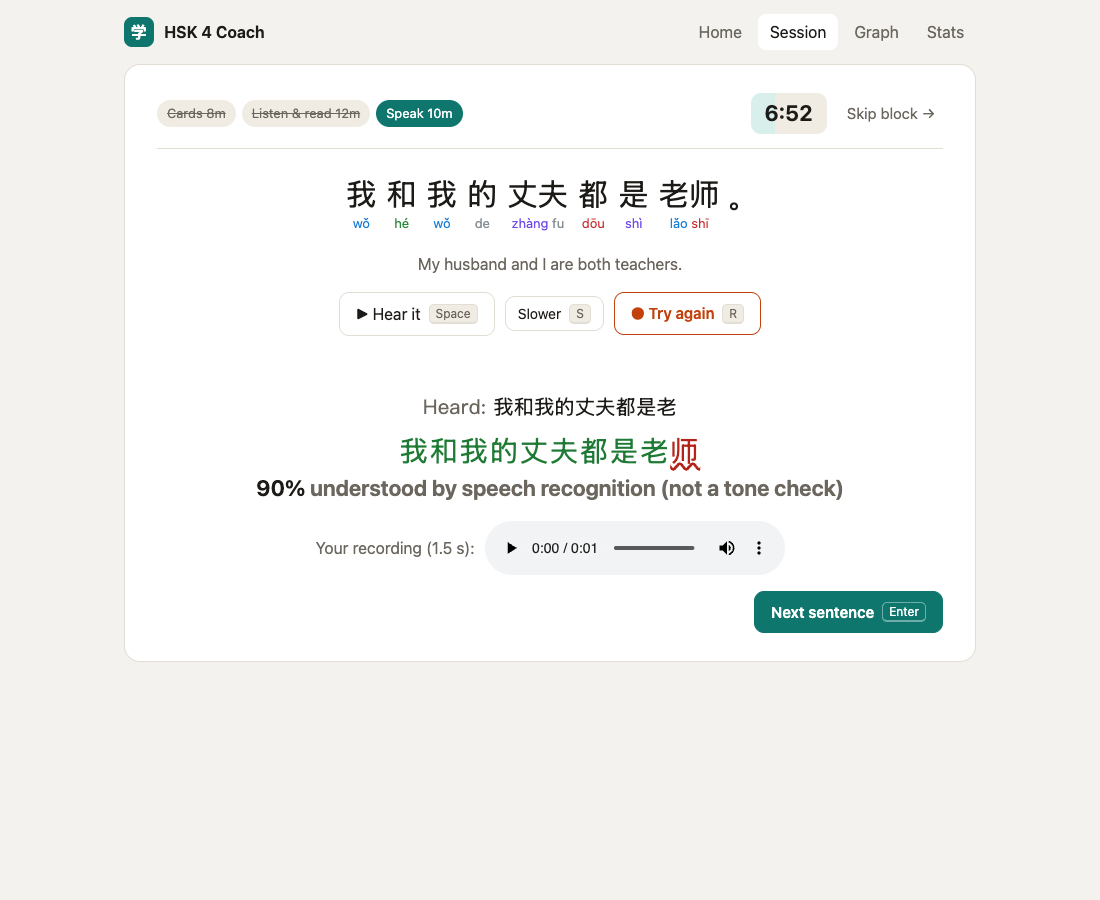 学 HSK 4 Coach Home Session Graph Stats
Cards 8m Listen & read 12m Speak 10m 6:52 Skip block →
我 和 我 的 丈夫 都 是 老师 。
wǒ hé wǒ de zhàng fu dōu shì lǎo shī
My husband and I are both teachers.
Hear it Space Slower S Try again R
Heard: 我和我的丈夫都是老
我和我的丈夫都是老师
90% understood by speech recognition (not a tone check)
Your recording (1.5 s): 0:00 / 0:01
Next sentence Enter